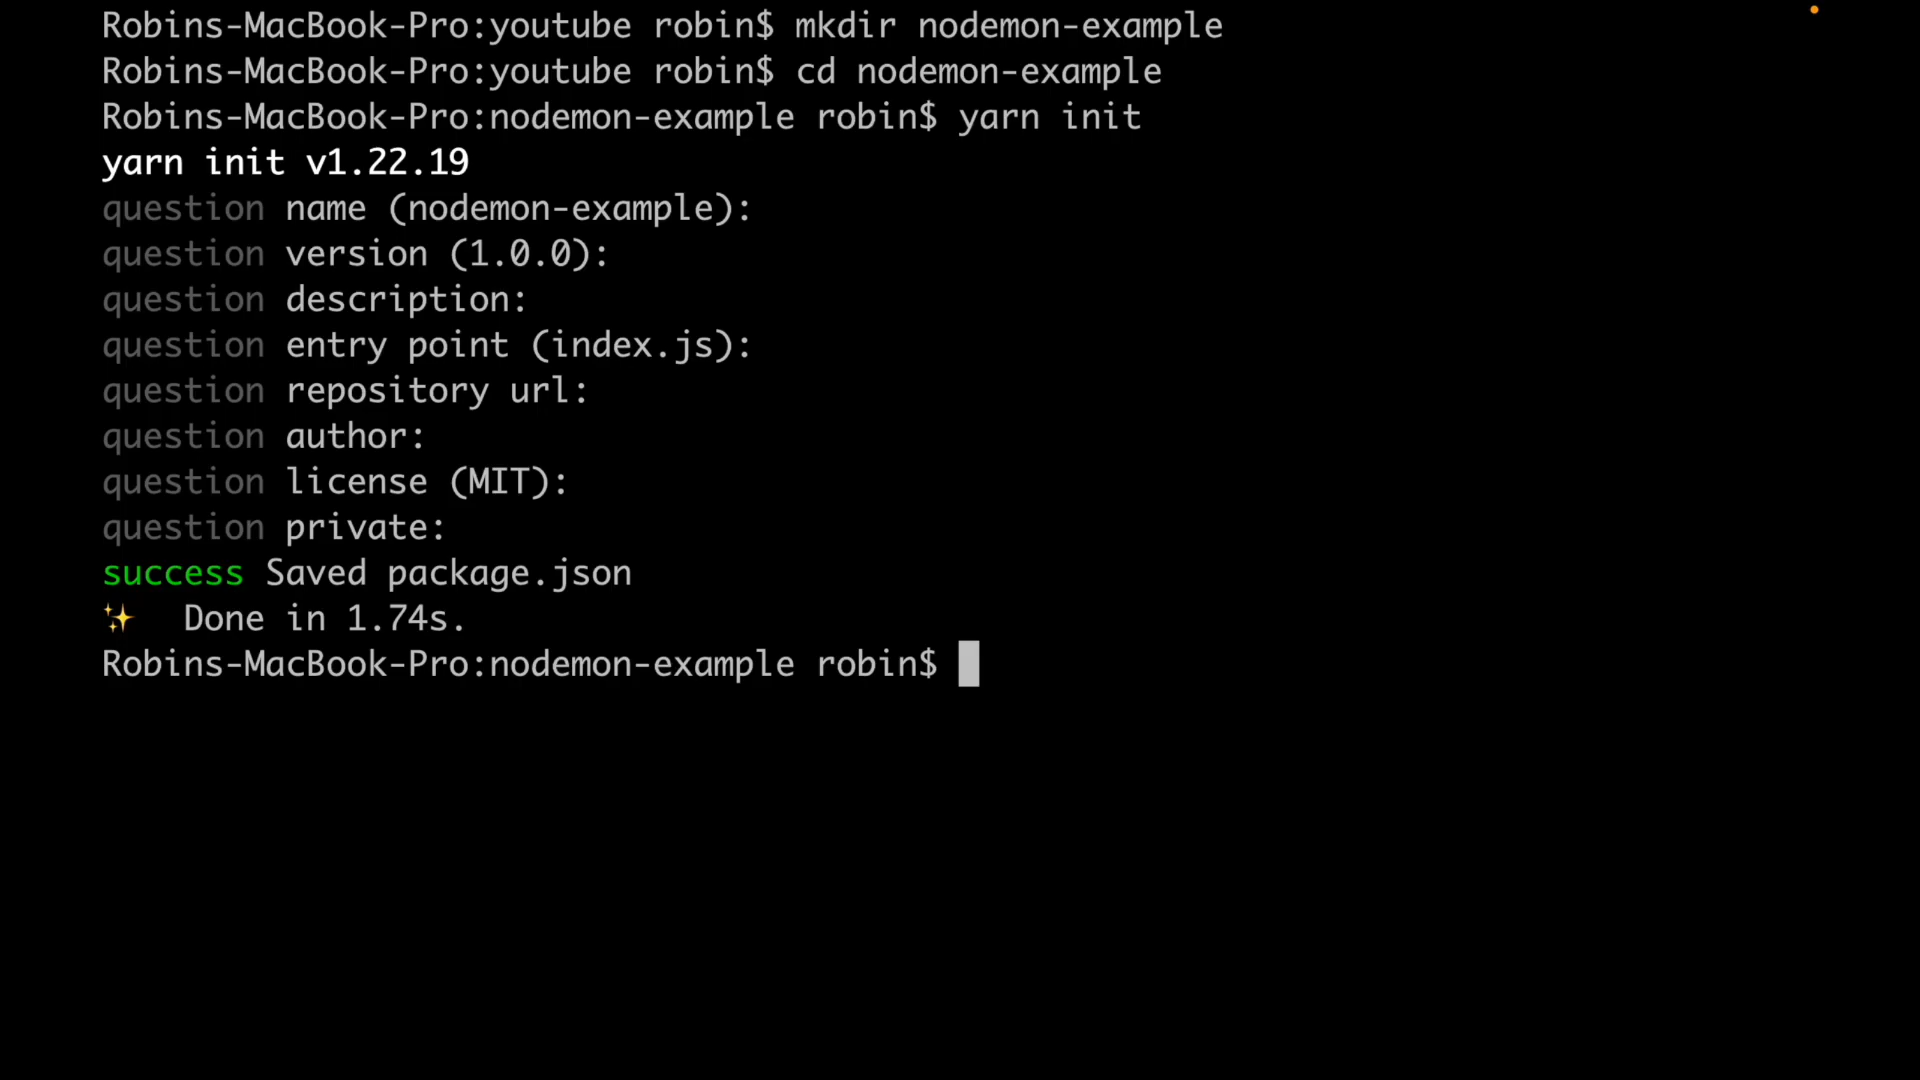 Robins-MacBook-Pro:youtube robin$ mkdir nodemon-example
Robins-MacBook-Pro:youtube robin$ cd nodemon-example
Robins-MacBook-Pro:nodemon-example robin$ yarn init
yarn init v1.22.19
question name (nodemon-example):
question version (1.0.0):
question description:
question entry point (index.js):
question repository url:
question author:
question license (MIT):
question private:
success Saved package.json
✨  Done in 1.74s.
Robins-MacBook-Pro:nodemon-example robin$